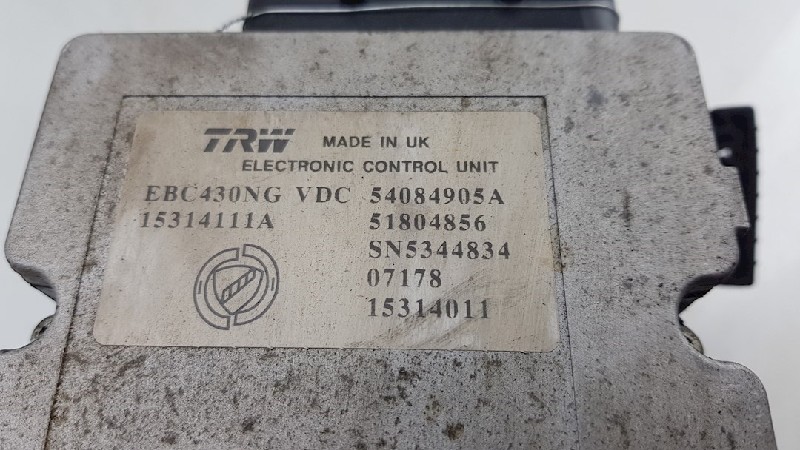 TRW MADE IN UK
ELECTRONIC CONTROL UNIT
EBC430NG VDC 54084905A
15314111A 51804856
SN5344834
07178
15314011